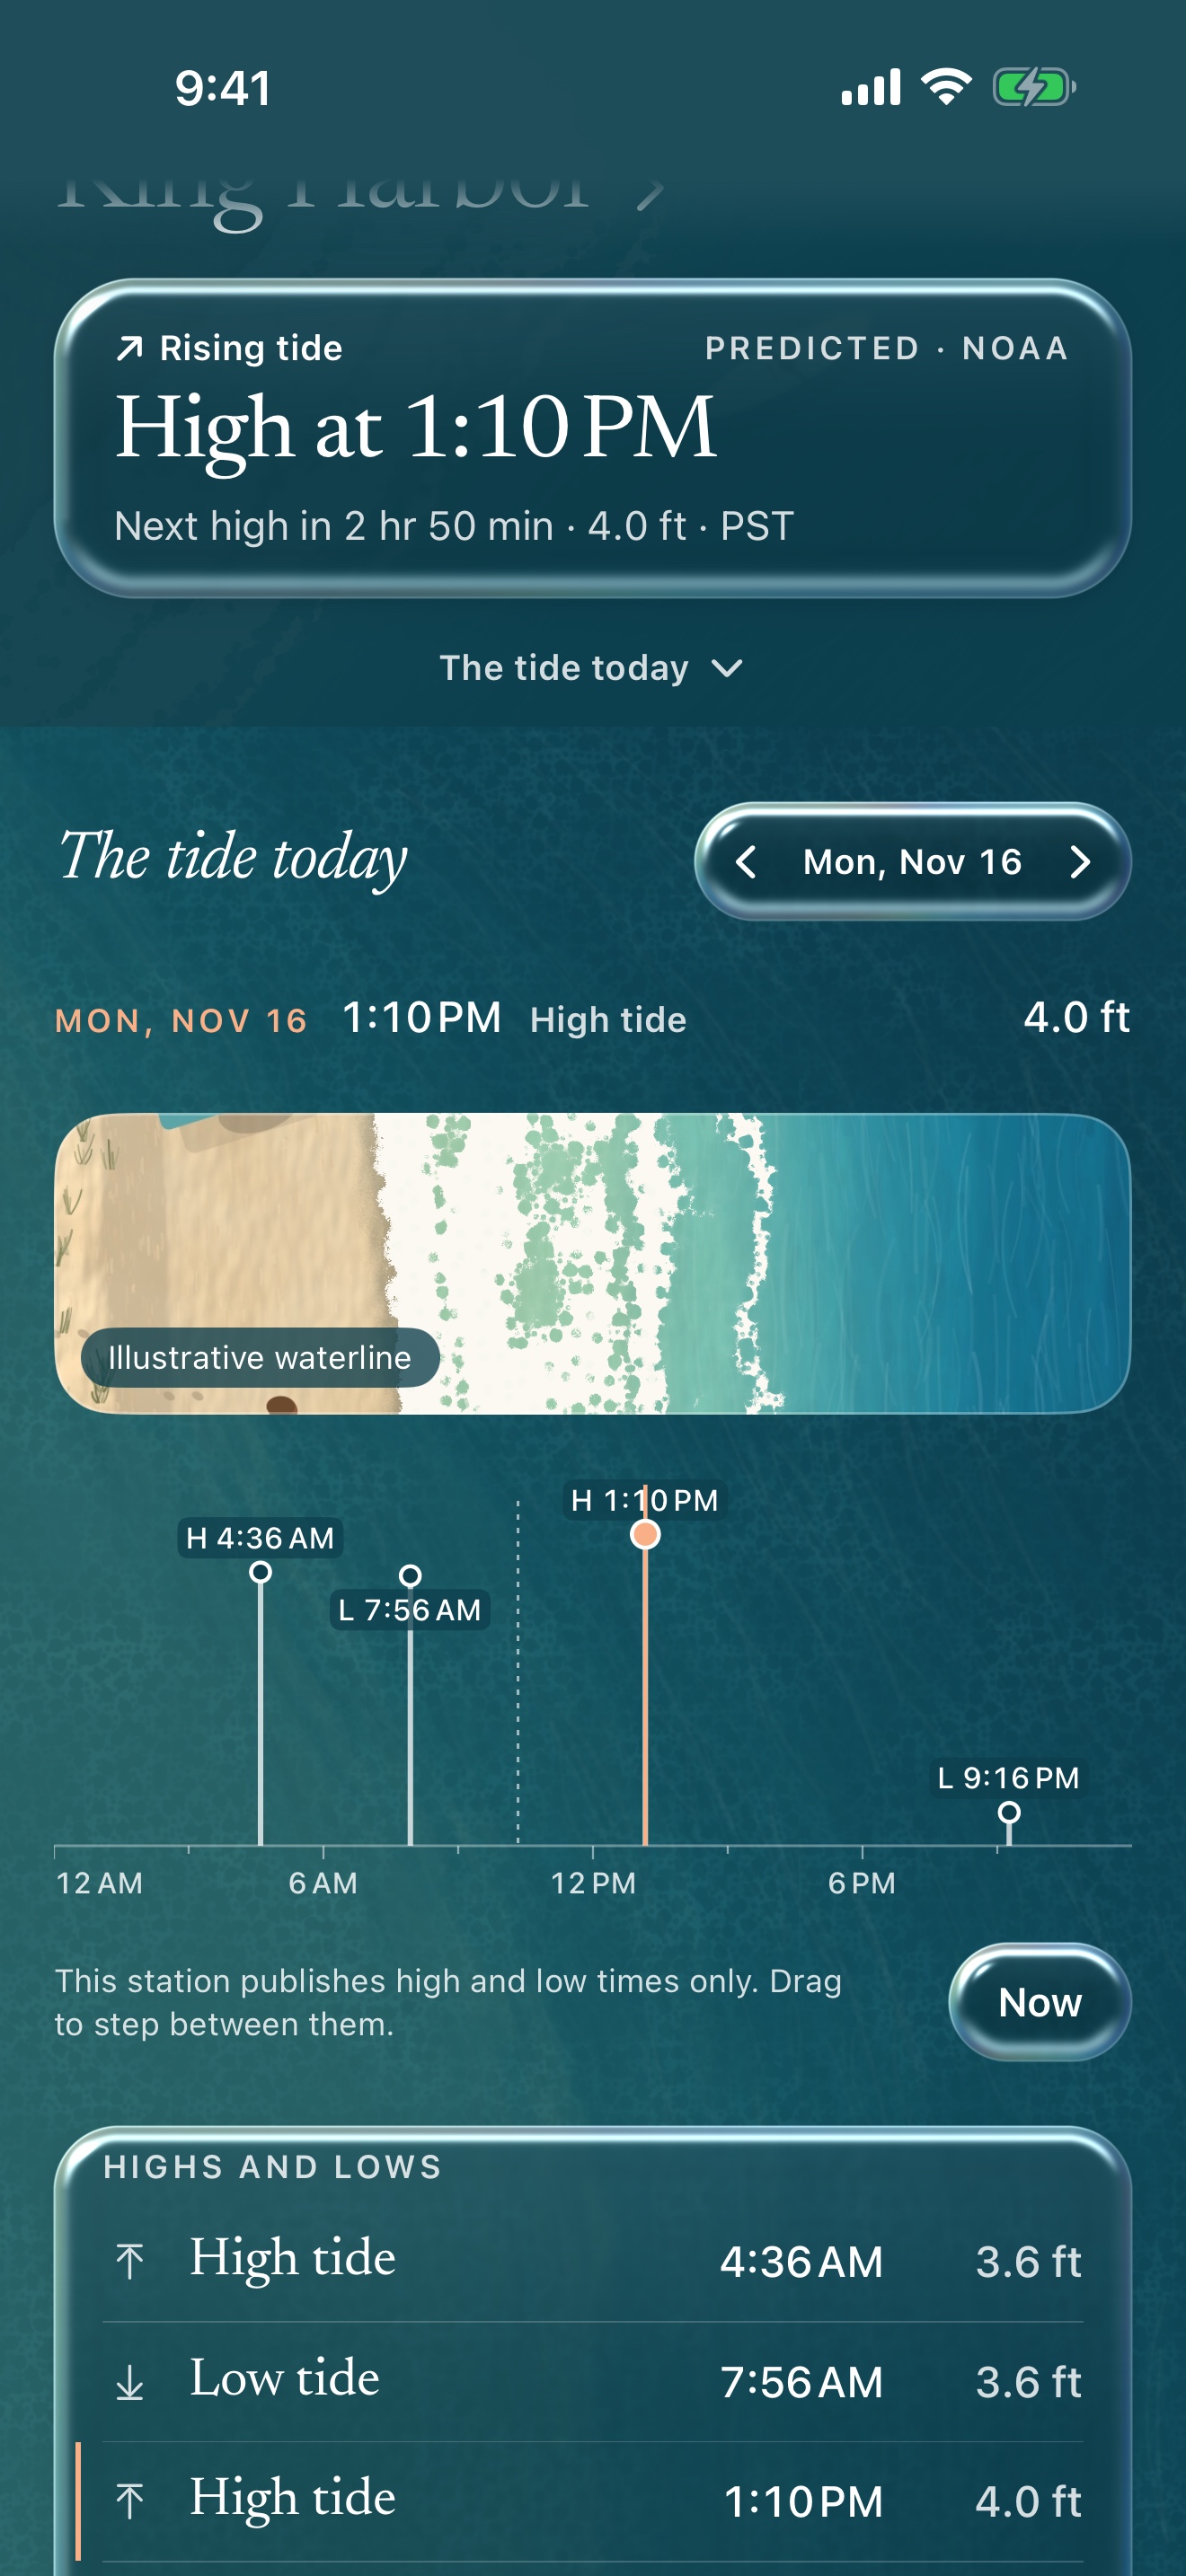 9:41
King Harbor
Rising tide
PREDICTED · NOAA
High at 1:10 PM
Next high in 2 hr 50 min · 4.0 ft · PST
The tide today
The tide today
Mon, Nov 16
MON, NOV 16 1:10 PM High tide 4.0 ft
Illustrative waterline
H 1:10 PM
H 4:36 AM
L 7:56 AM
L 9:16 PM
12 AM 6 AM 12 PM 6 PM
This station publishes high and low times only. Drag
to step between them.
Now
HIGHS AND LOWS
High tide 4:36 AM 3.6 ft
Low tide 7:56 AM 3.6 ft
High tide 1:10 PM 4.0 ft